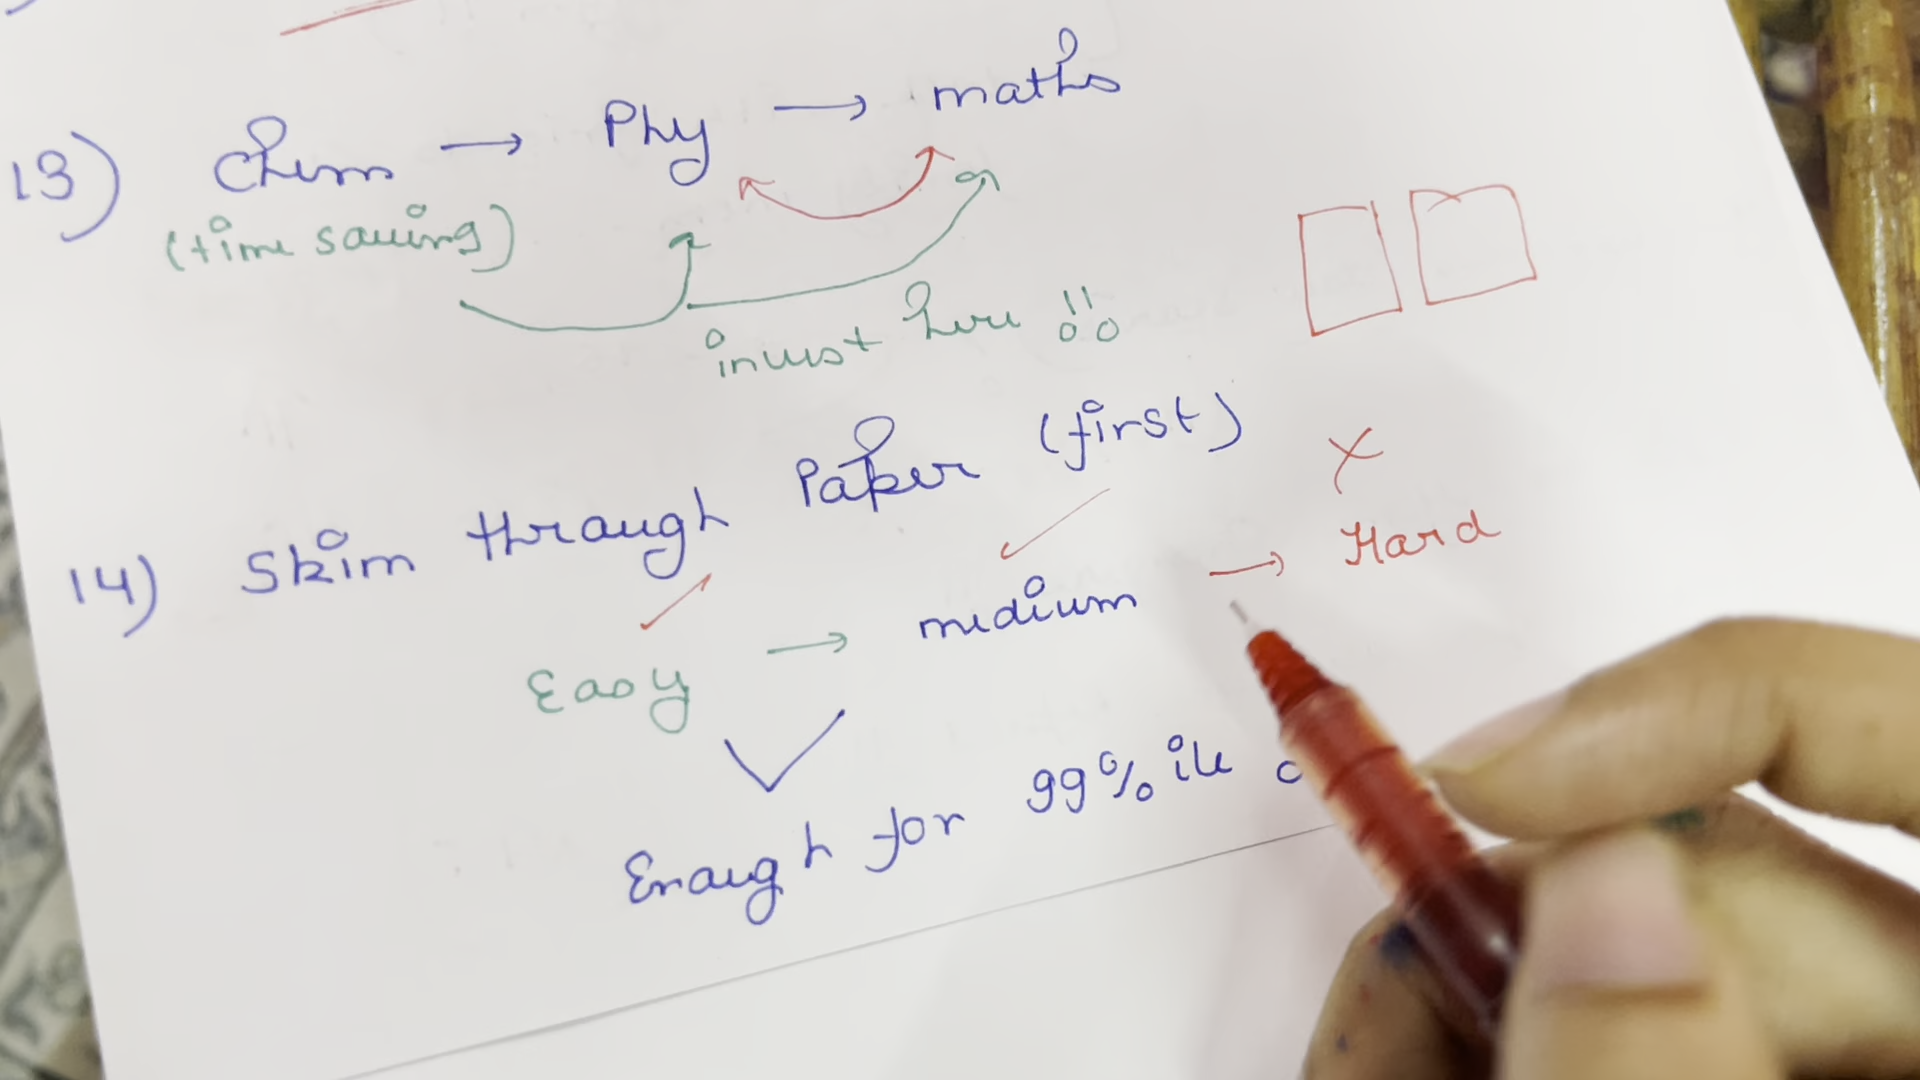 13) Chem → Phy → maths
(time saving)
invest here !!
14) Skim through Paper (first)
Easy → medium → Hard
Enough for 99%ile